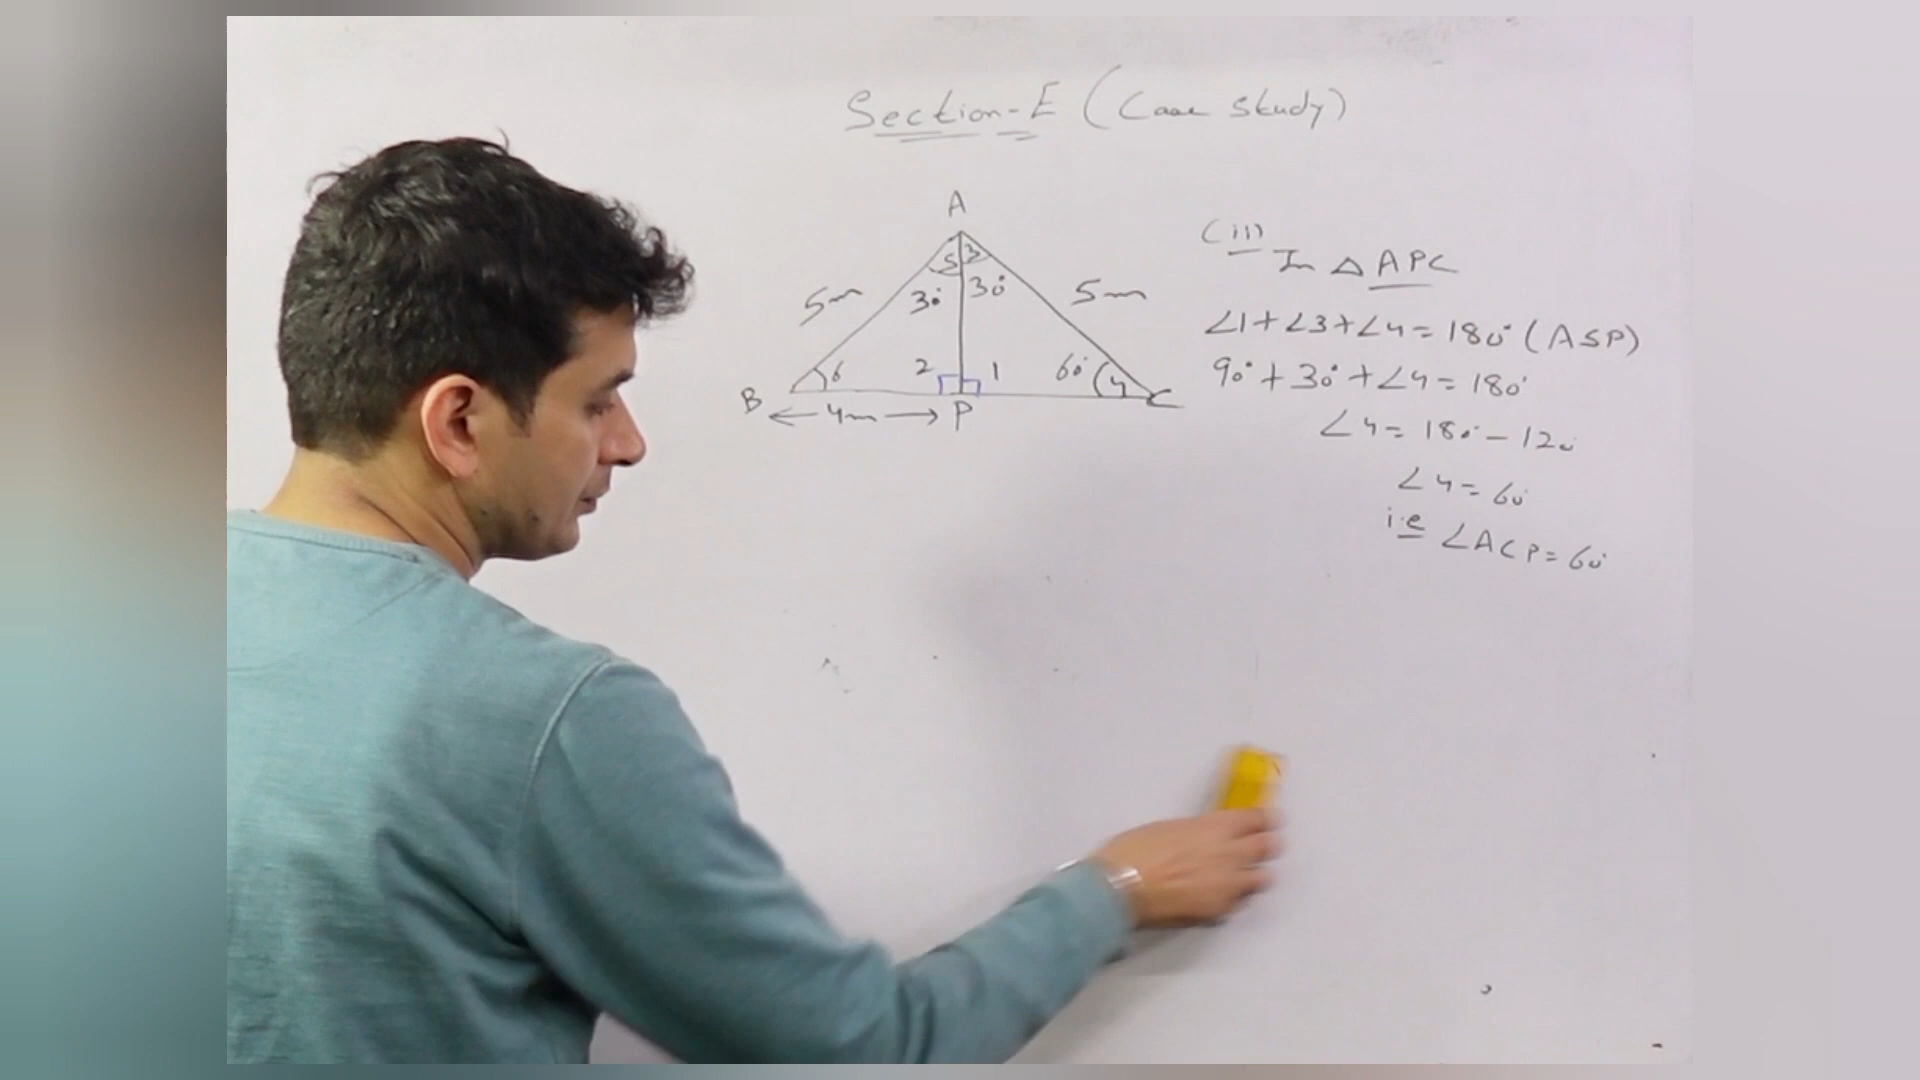 Section-E (Case Study)
A
5 3
30° 30°
5m 5m
6 2 1 60° 4
B 4m P C
(ii)
In △APC
∠1+∠3+∠4=180° (ASP)
90°+30°+∠4=180°
∠4=180°-120
∠4=60°
i.e ∠ACP=60°